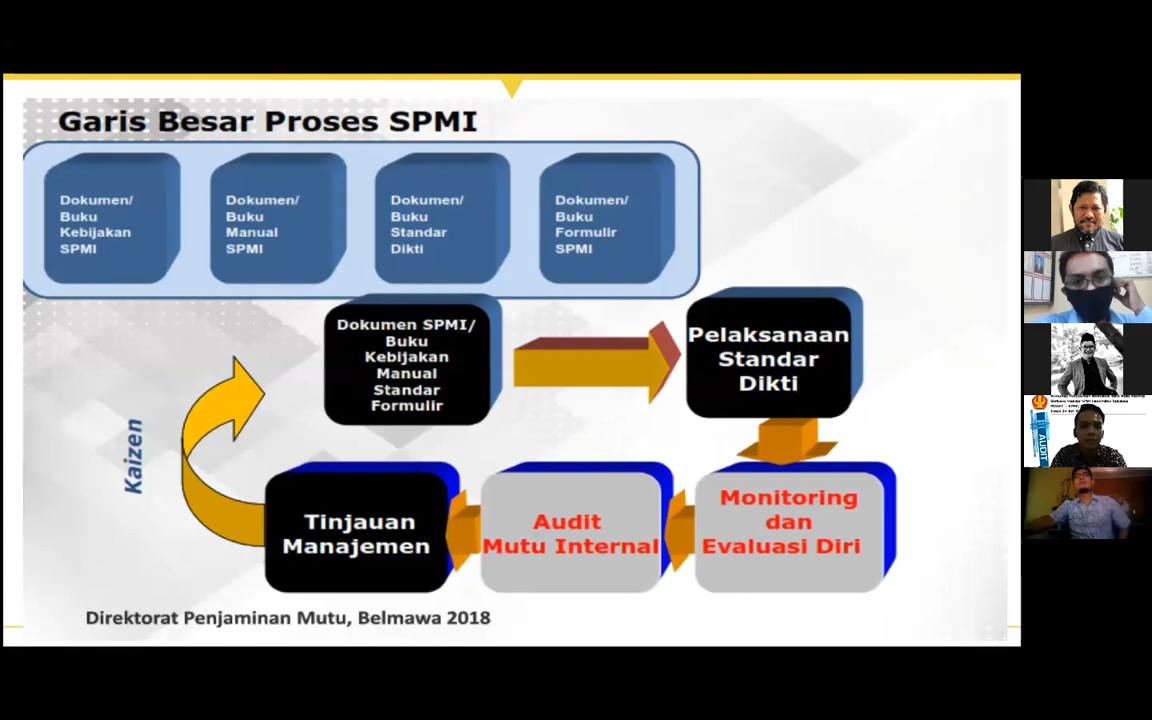 Garis Besar Proses SPMI
Dokumen/
Buku
Kebijakan
SPMI
Dokumen/
Buku
Manual
SPMI
Dokumen/
Buku
Standar
Dikti
Dokumen/
Buku
Formulir
SPMI
Dokumen SPMI/
Buku
Kebijakan
Manual
Standar
Formulir
Pelaksanaan
Standar
Dikti
Kaizen
Tinjauan
Manajemen
Audit
Mutu Internal
Monitoring
dan
Evaluasi Diri
Direktorat Penjaminan Mutu, Belmawa 2018
AUDIT